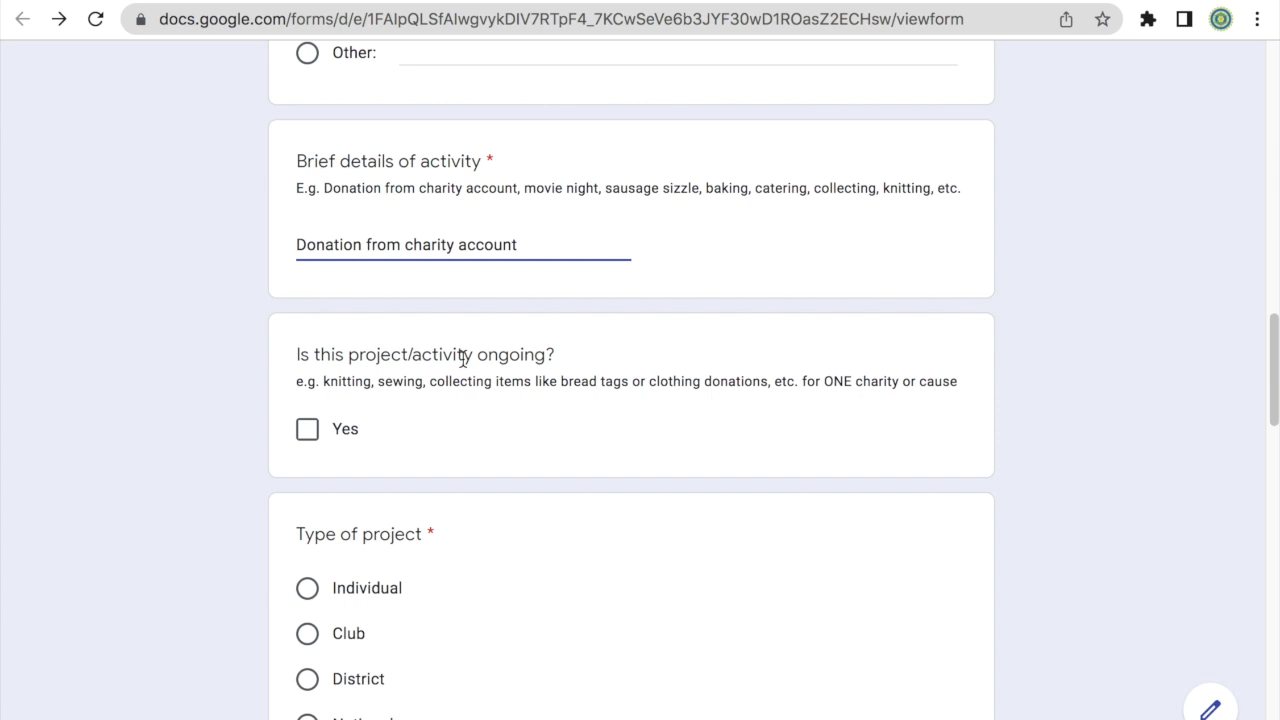 docs.google.com/forms/d/e/1FAIpQLSfAIwgvykDIV7RTpF4_7KCwSeVe6b3JYF30wD1ROasZ2ECHsw/viewform
Other:
Brief details of activity *
E.g. Donation from charity account, movie night, sausage sizzle, baking, catering, collecting, knitting, etc.
Donation from charity account
Is this project/activity ongoing?
e.g. knitting, sewing, collecting items like bread tags or clothing donations, etc. for ONE charity or cause
Yes
Type of project *
Individual
Club
District